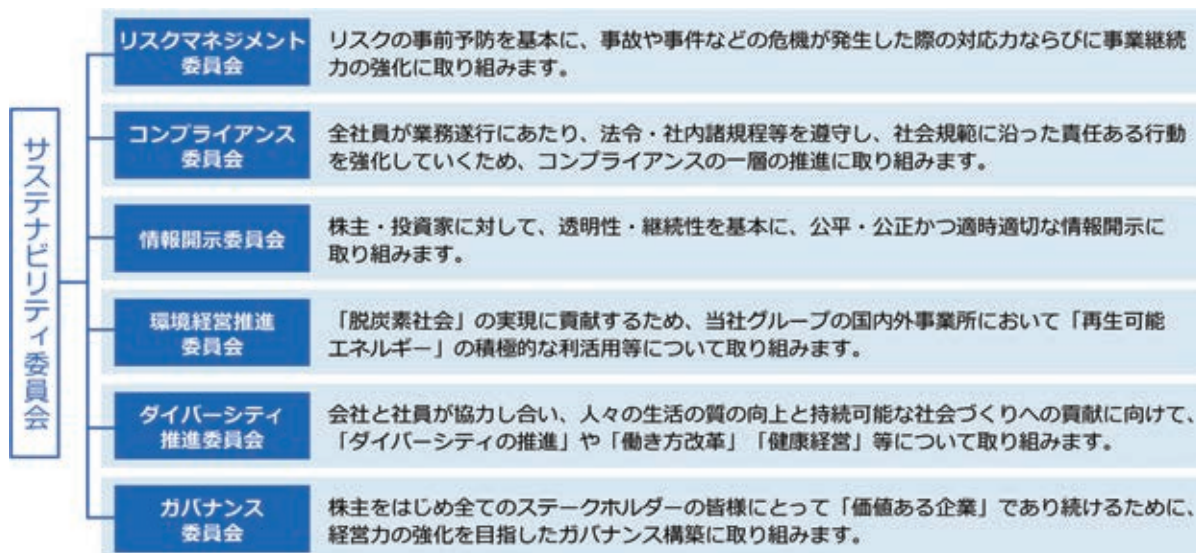 サステナビリティ委員会
リスクマネジメント
委員会
リスクの事前予防を基本に、事故や事件などの危機が発生した際の対応力ならびに事業継続
力の強化に取り組みます。
コンプライアンス
委員会
全社員が業務遂行にあたり、法令・社内諸規程等を遵守し、社会規範に沿った責任ある行動
を強化していくため、コンプライアンスの一層の推進に取り組みます。
情報開示委員会
株主・投資家に対して、透明性・継続性を基本に、公平・公正かつ適時適切な情報開示に
取り組みます。
環境経営推進
委員会
「脱炭素社会」の実現に貢献するため、当社グループの国内外事業所において「再生可能
エネルギー」の積極的な利活用等について取り組みます。
ダイバーシティ
推進委員会
会社と社員が協力し合い、人々の生活の質の向上と持続可能な社会づくりへの貢献に向けて、
「ダイバーシティの推進」や「働き方改革」「健康経営」等について取り組みます。
ガバナンス
委員会
株主をはじめ全てのステークホルダーの皆様にとって「価値ある企業」であり続けるために、
経営力の強化を目指したガバナンス構築に取り組みます。